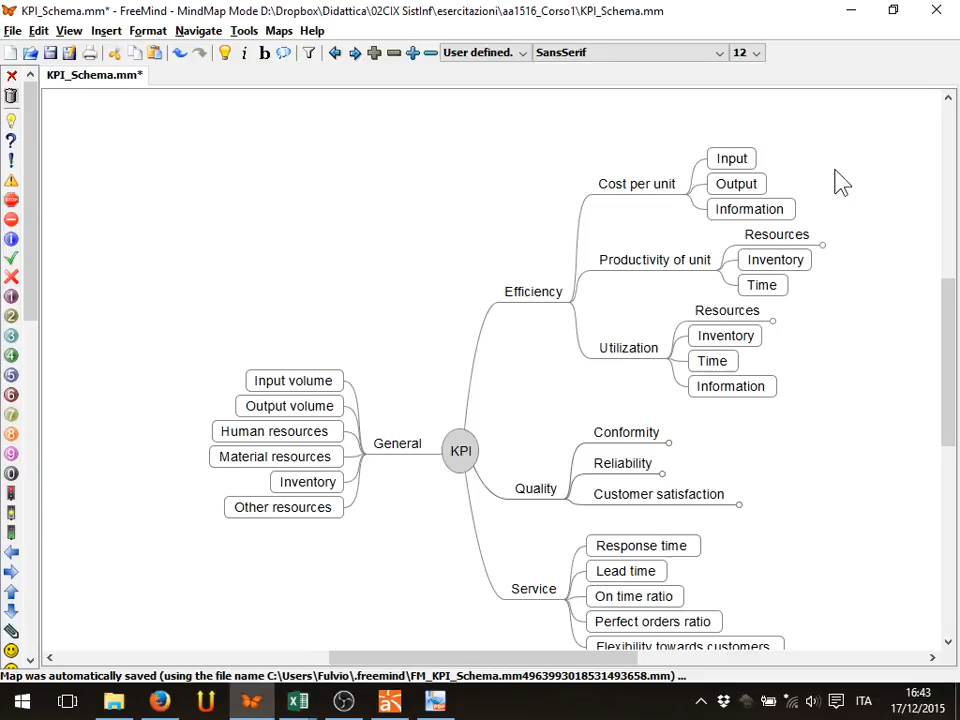 KPI_Schema.mm* - FreeMind - MindMap Mode D:\Dropbox\Didattica\02CIX SistInf\esercitazioni\aa1516_Corso1\KPI_Schema.mm
File Edit View Insert Format Navigate Tools Maps Help
User defined. SansSerif 12
KPI_Schema.mm*
Input
Cost per unit
Output
Information
Resources
Productivity of unit
Inventory
Time
Efficiency
Resources
Inventory
Utilization
Time
Information
Input volume
Output volume
Human resources
General
Material resources
Inventory
Other resources
KPI
Conformity
Reliability
Quality
Customer satisfaction
Response time
Lead time
Service
On time ratio
Perfect orders ratio
Flexibility towards customers
Map was automatically saved (using the file name C:\Users\Fulvio\.freemind\FM_KPI_Schema.mm4963993018531493658.mm) ...
ITA
16:43
17/12/2015